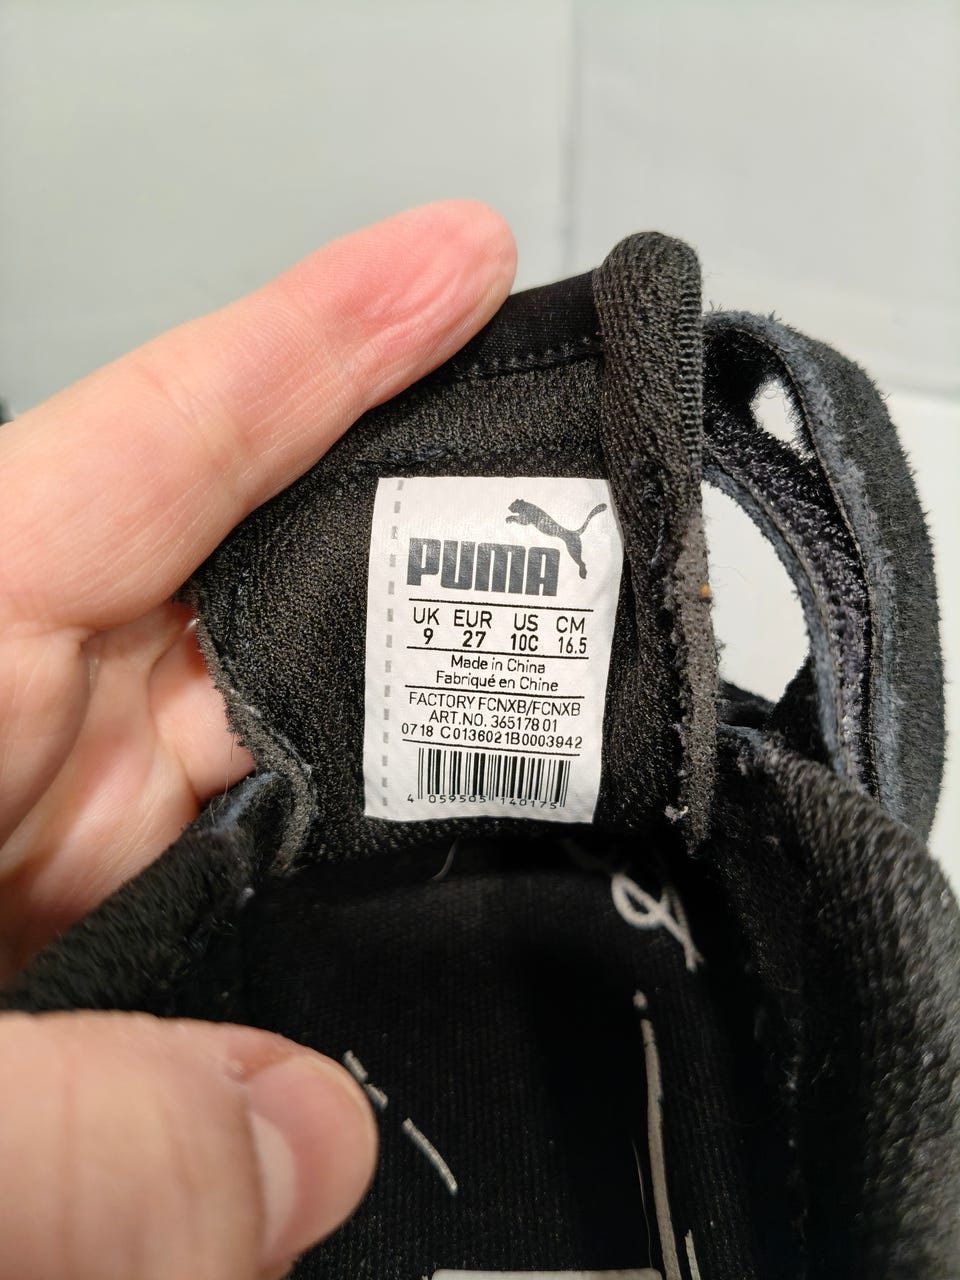 PUMA
UK EUR US CM
9 27 10C 16.5
Made in China
Fabriqué en Chine
FACTORY FCNXB/FCNXB
ART.NO. 365178 01
0718 C0136021B0003942
4 059505 140175